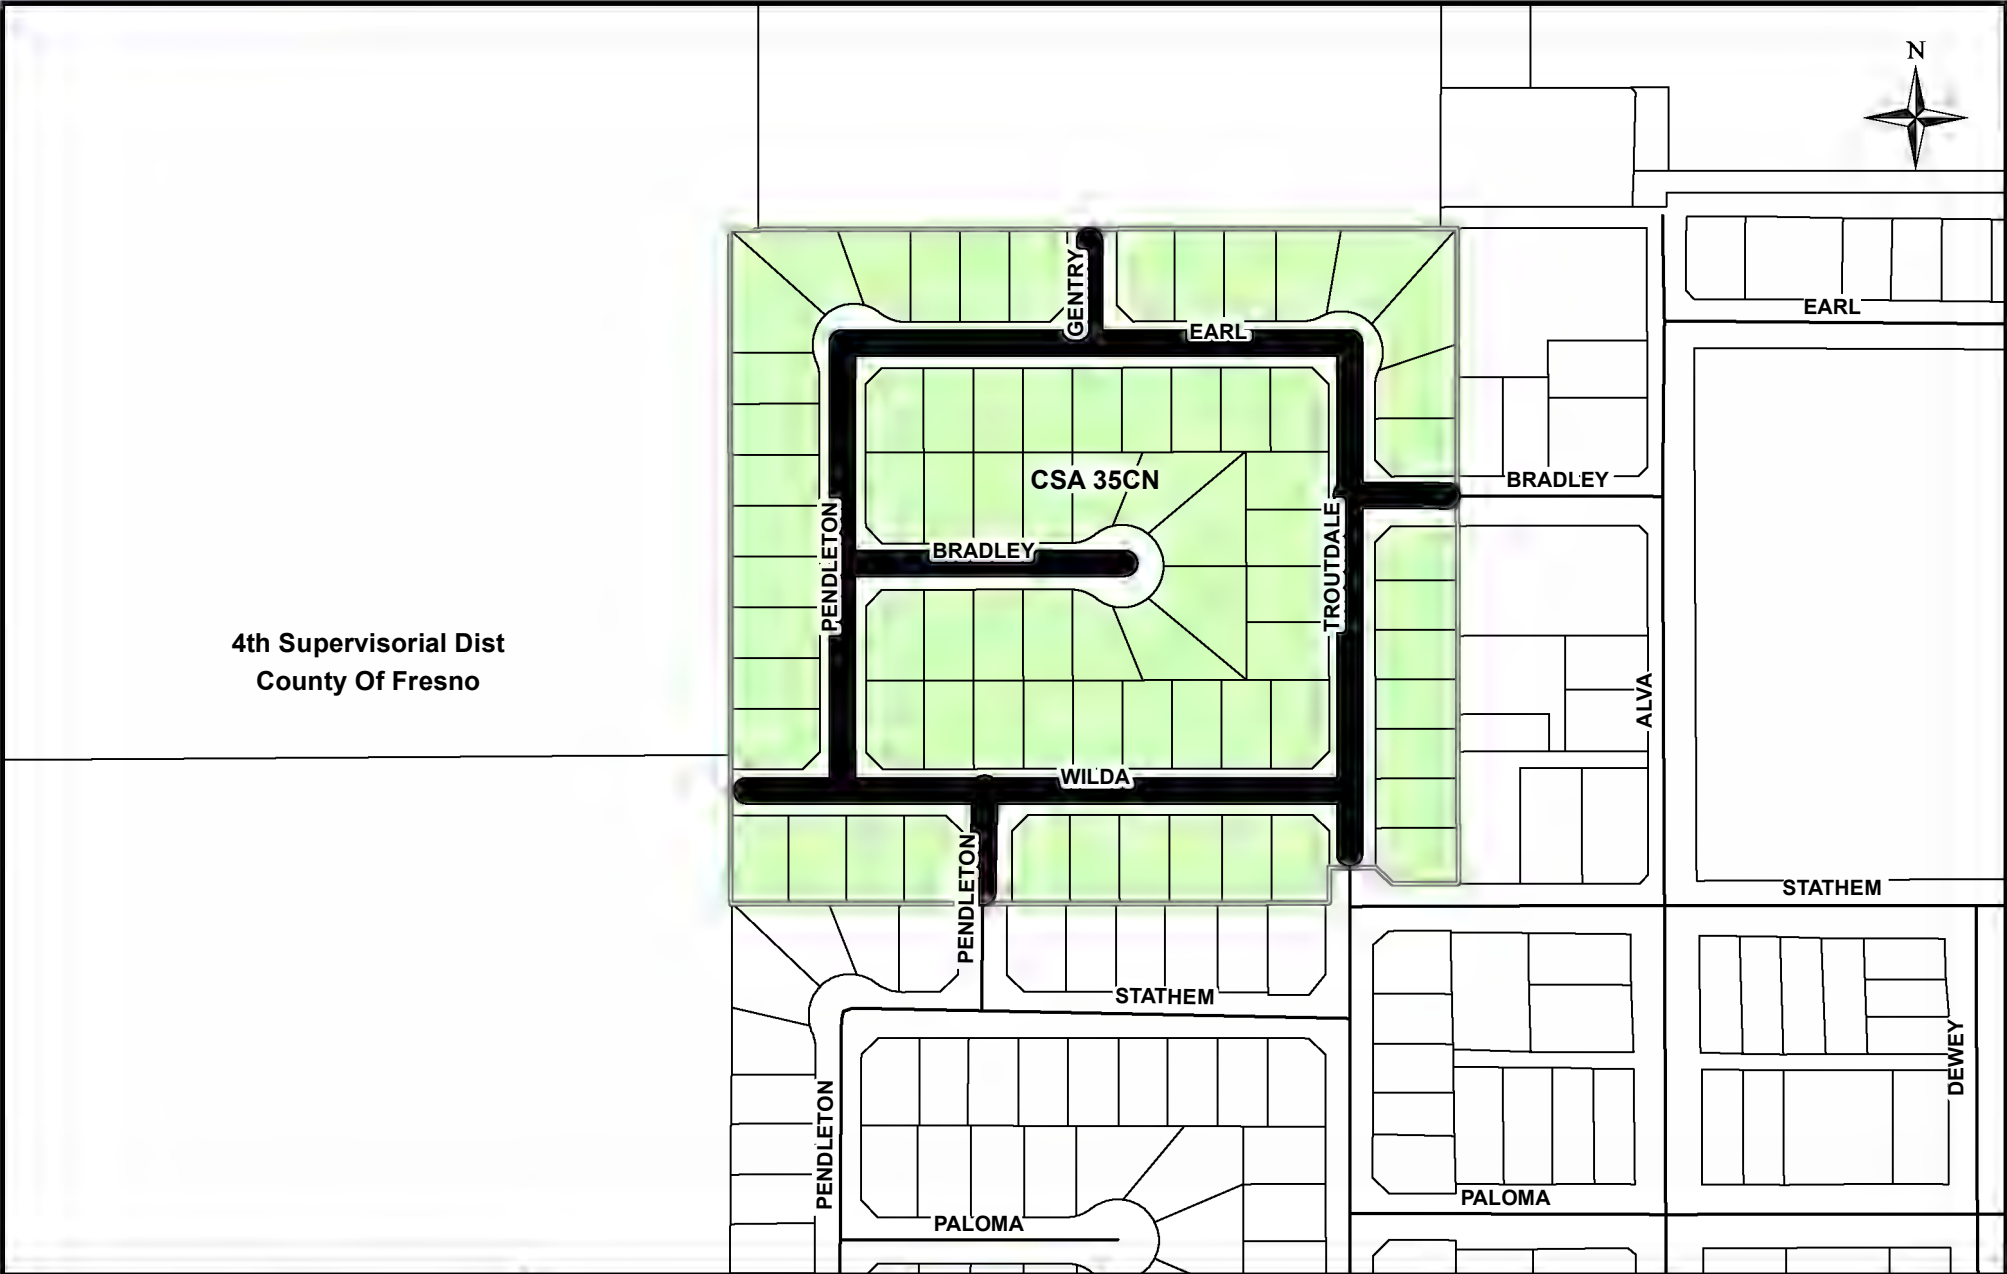 N
GENTRY
EARL
EARL
CSA 35CN
BRADLEY
PENDLETON
BRADLEY
TROUTDALE
4th Supervisorial Dist
County Of Fresno
ALVA
WILDA
PENDLETON
STATHEM
STATHEM
DEWEY
PENDLETON
PALOMA
PALOMA